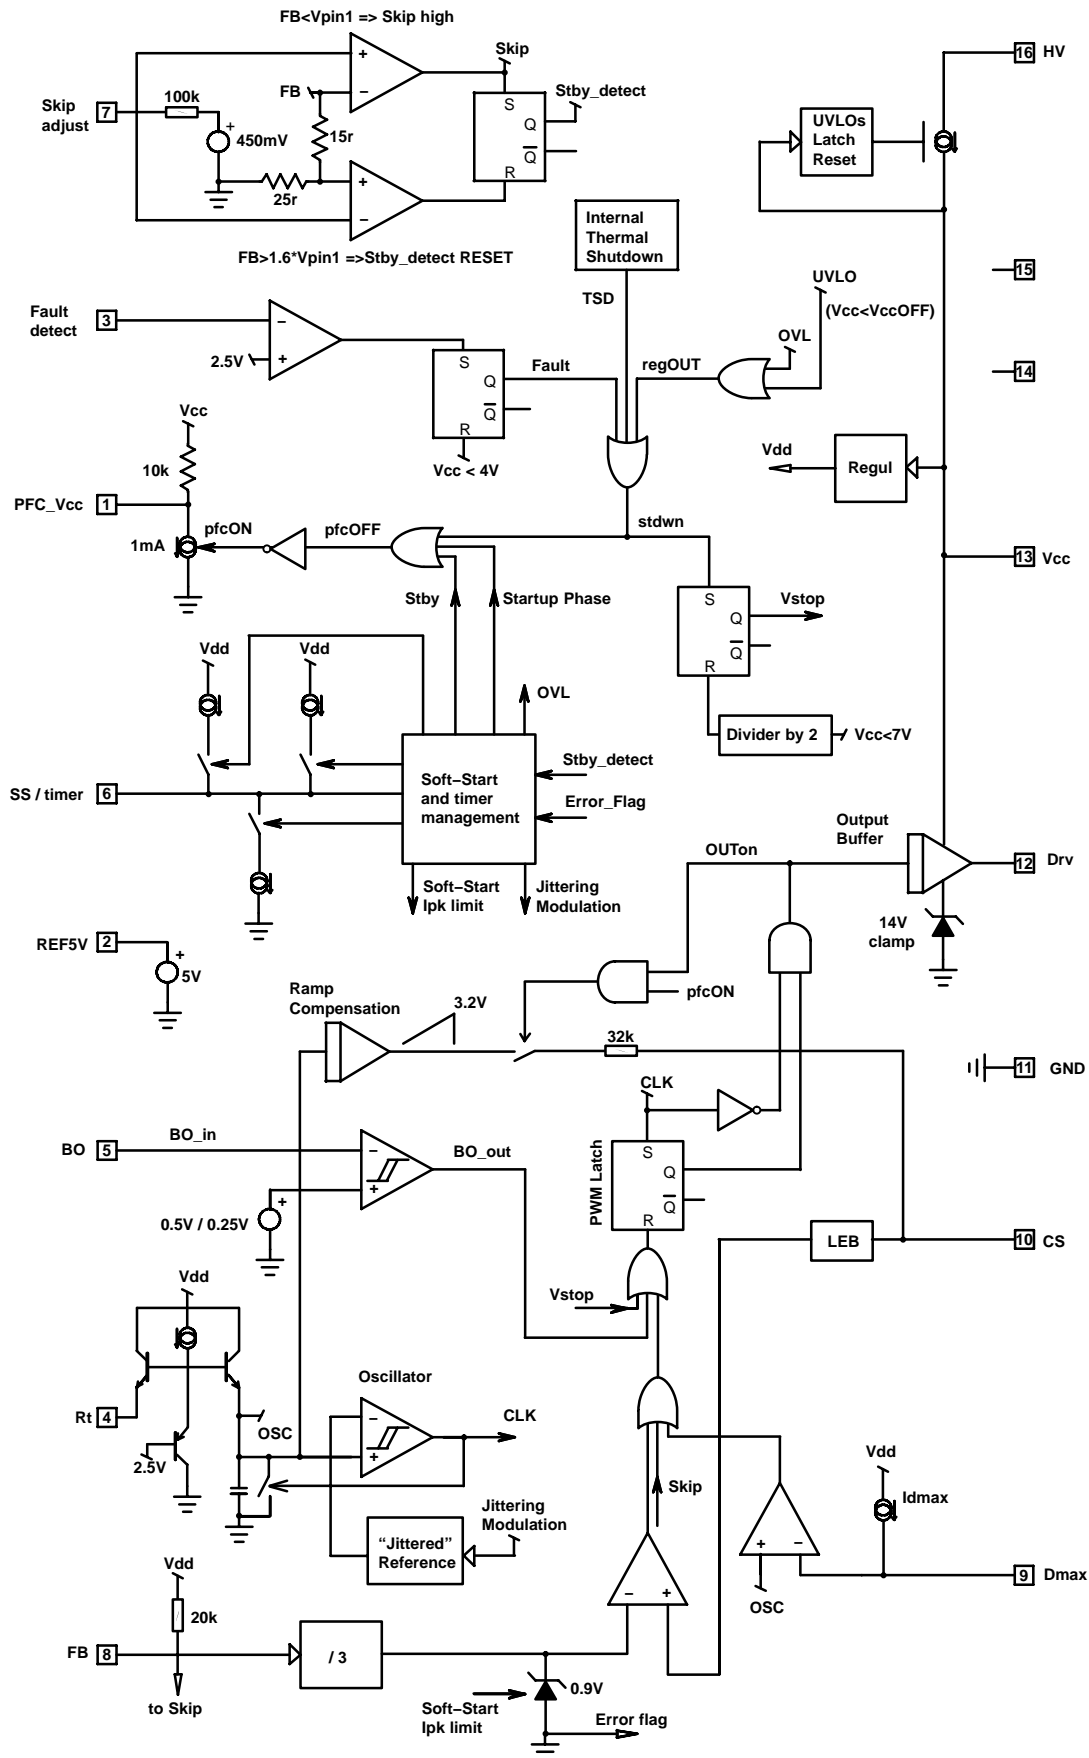 FB<Vpin1 => Skip high
16 HV
Skip
+
Skip
adjust
7
100k
FB
−
S
Stby_detect
Q
UVLOs
Latch
Reset
+
450mV
15r
Q
+
R
25r
−
Internal
Thermal
Shutdown
FB>1.6*Vpin1 =>Stby_detect RESET
15
UVLO
(Vcc<VccOFF)
TSD
Fault
detect
3
−
OVL
2.5V
+
S
Q
Fault
regOUT
14
Q
R
Vcc
Vcc < 4V
10k
Vdd
Regul
PFC_Vcc 1
pfcON
pfcOFF
stdwn
1mA
13 Vcc
Stby
Startup Phase
S
Q
Vstop
Q
R
Vdd
Vdd
OVL
Divider by 2
Vcc<7V
Soft−Start
and timer
management
Stby_detect
Error_Flag
SS / timer 6
Output
Buffer
OUTon
12 Drv
Soft−Start
Ipk limit
Jittering
Modulation
14V
clamp
REF5V 2
+
5V
Ramp
Compensation
3.2V
pfcON
32k
11 GND
CLK
BO 5
BO_in
−
+
BO_out
PWM Latch
S
Q
Q
R
+
0.5V / 0.25V
LEB
10 CS
Vdd
Vstop
Oscillator
Rt 4
OSC
−
+
CLK
2.5V
Skip
Vdd
Idmax
Jittering
Modulation
“Jittered”
Reference
+
−
OSC
9 Dmax
Vdd
−
+
20k
FB 8
/ 3
to Skip
Soft−Start
Ipk limit
0.9V
Error flag